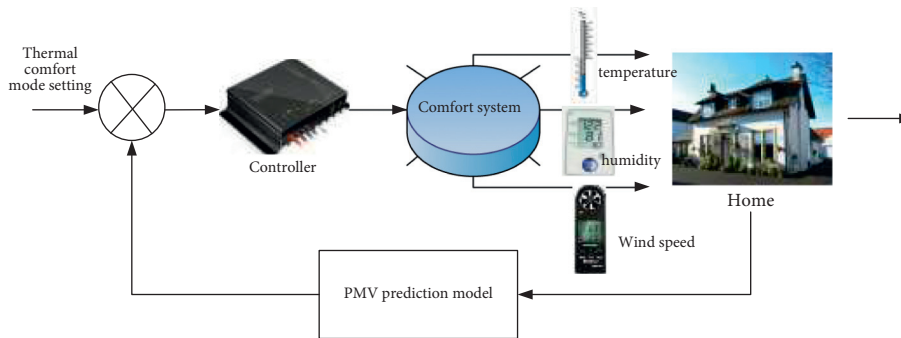 Thermal
comfort
mode setting
Controller
Comfort system
temperature
humidity
Wind speed
Home
PMV prediction model